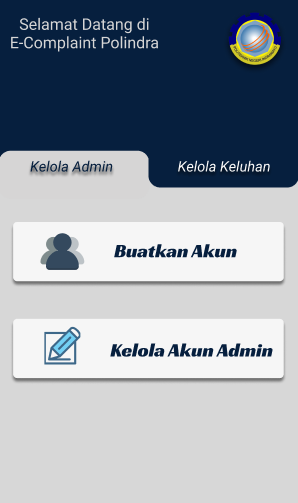 Selamat Datang di
E-Complaint Polindra
Kelola Admin
Kelola Keluhan
Buatkan Akun
Kelola Akun Admin